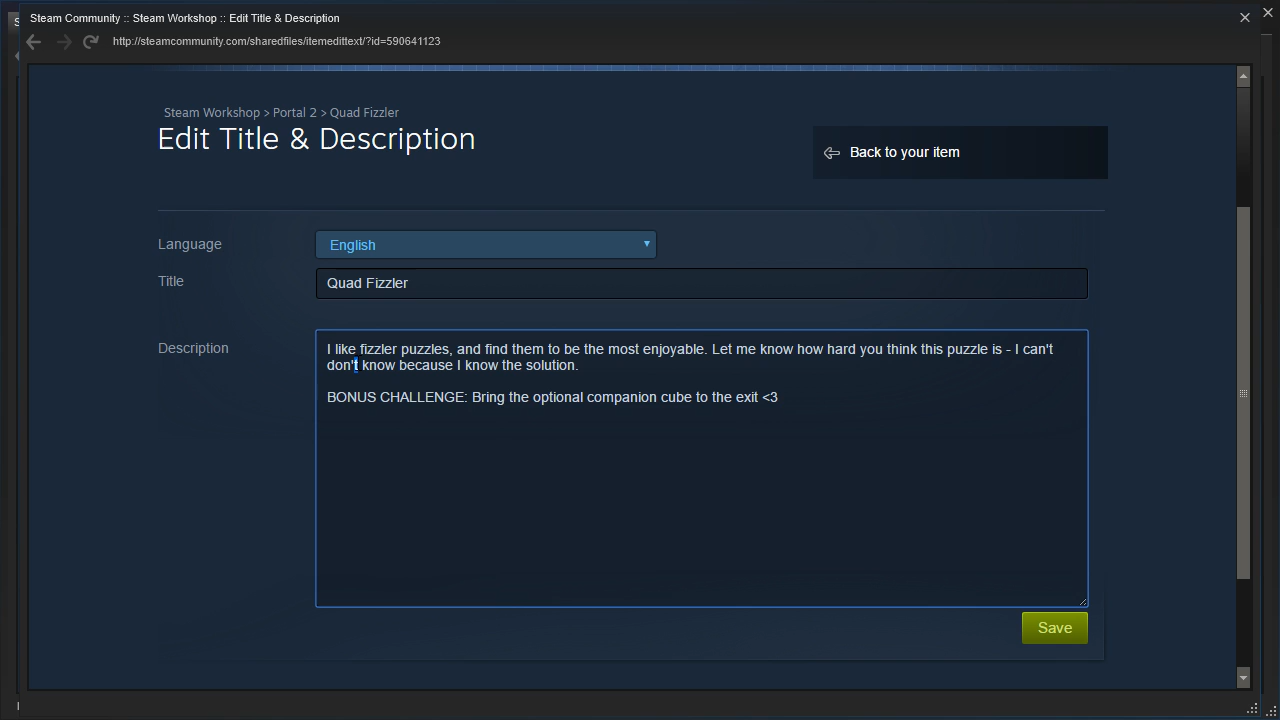 Steam Community :: Steam Workshop :: Edit Title & Description
http://steamcommunity.com/sharedfiles/itemedittext/?id=590641123
Steam Workshop > Portal 2 > Quad Fizzler
Edit Title & Description
Back to your item
Language
English
Title
Quad Fizzler
Description
I like fizzler puzzles, and find them to be the most enjoyable. Let me know how hard you think this puzzle is - I can't
don't know because I know the solution.
BONUS CHALLENGE: Bring the optional companion cube to the exit <3
Save